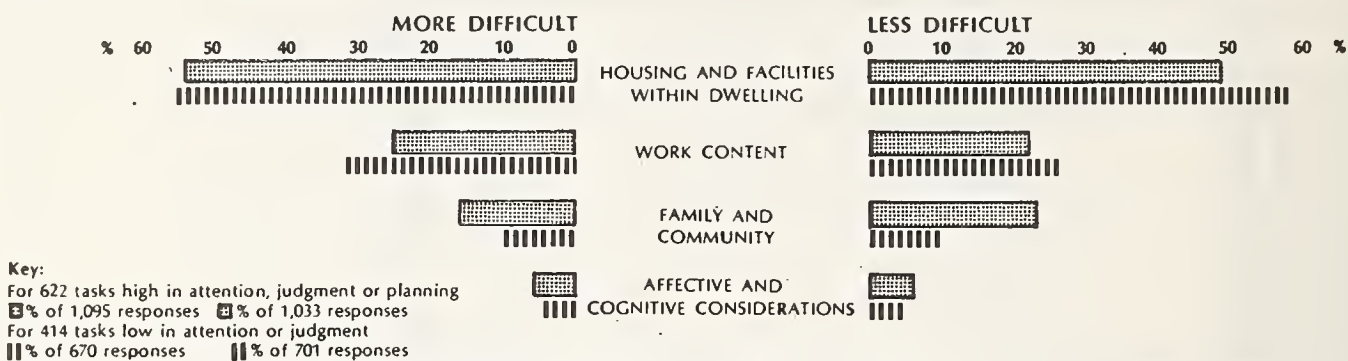 MORE DIFFICULT
LESS DIFFICULT
% 60 50 40 30 20 10 0
0 10 20 30 40 50 60 %
HOUSING AND FACILITIES
WITHIN DWELLING
WORK CONTENT
FAMILY AND
COMMUNITY
AFFECTIVE AND
COGNITIVE CONSIDERATIONS
Key:
For 622 tasks high in attention, judgment or planning
% of 1,095 responses % of 1,033 responses
For 414 tasks low in attention or judgment
% of 670 responses % of 701 responses